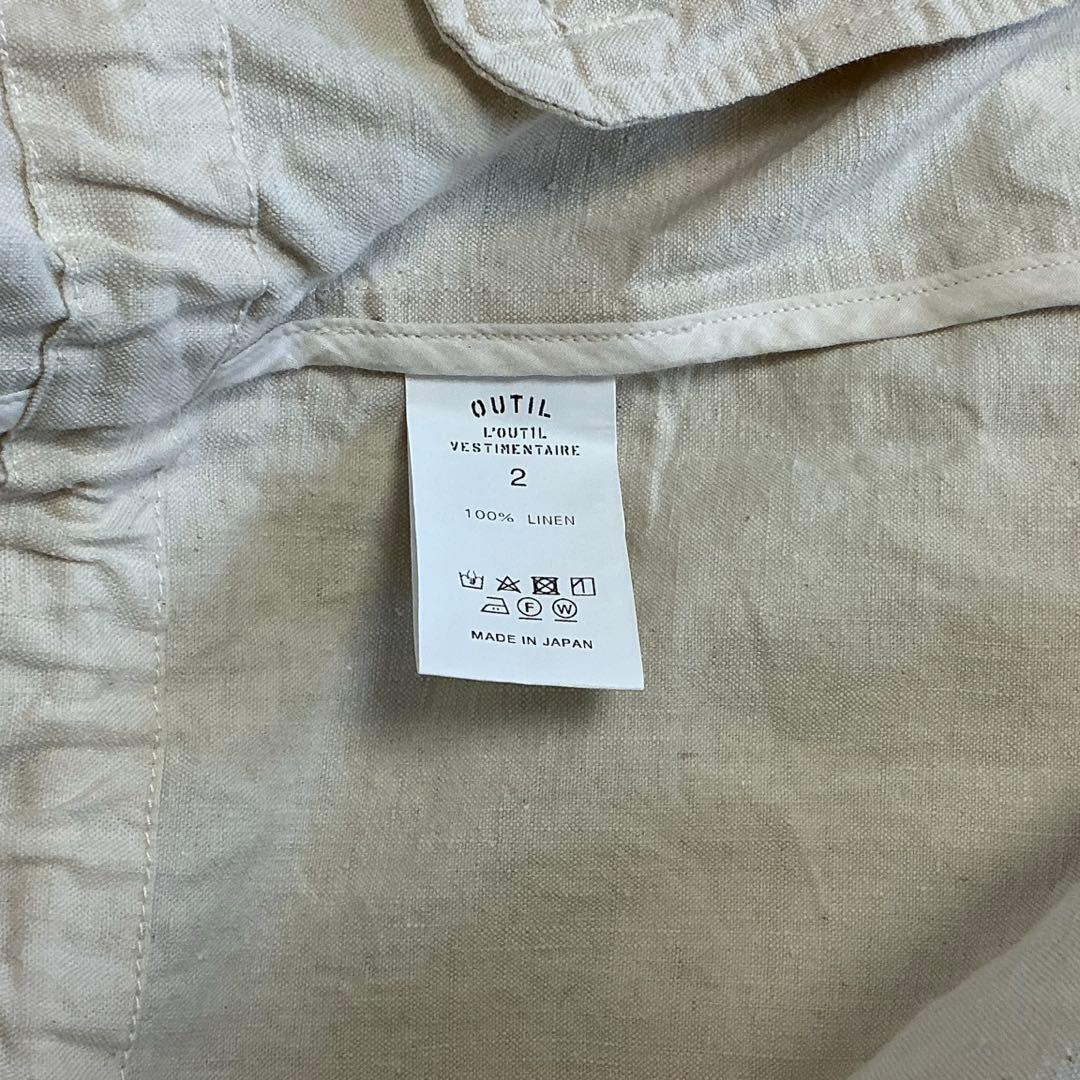 OUTIL
L'OUTIL
VESTIMENTAIRE
2
100% LINEN
F W
MADE IN JAPAN